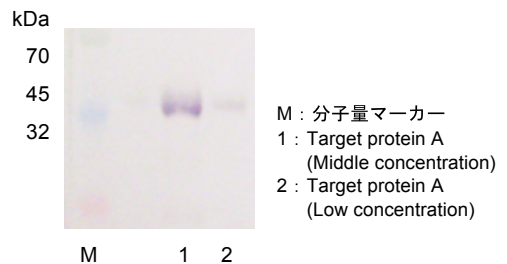 kDa
70
45
32
M 1 2
M：分子量マーカー
1：Target protein A
(Middle concentration)
2：Target protein A
(Low concentration)